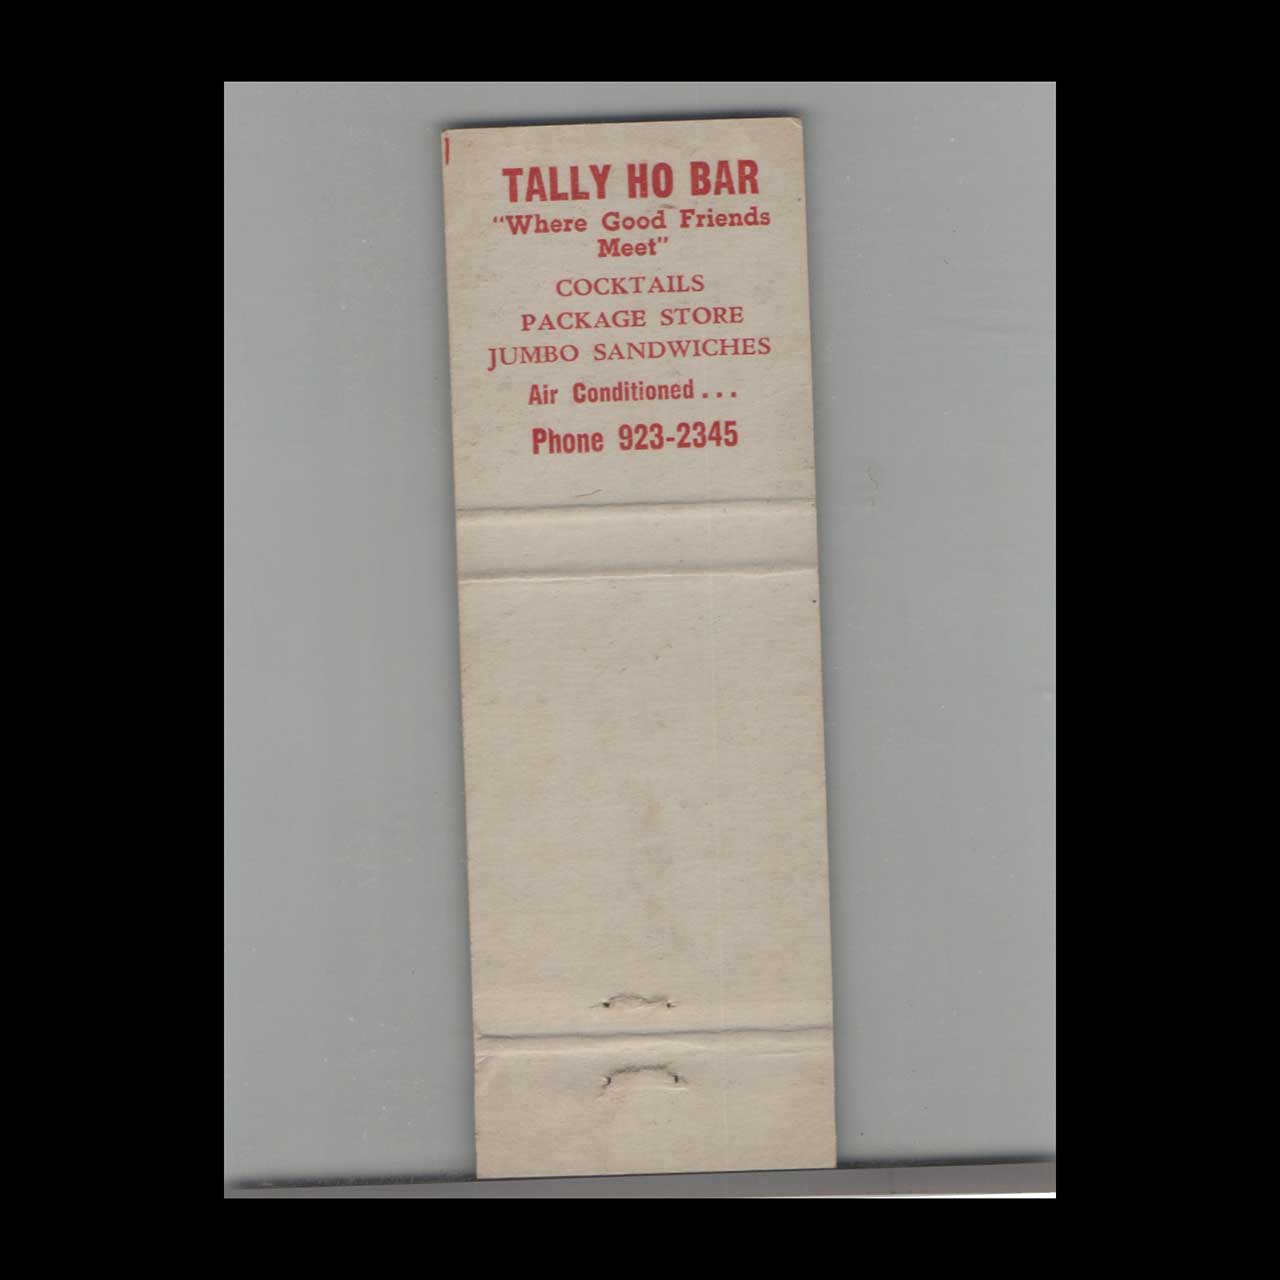 TALLY HO BAR
"Where Good Friends
Meet"
COCKTAILS
PACKAGE STORE
JUMBO SANDWICHES
Air Conditioned...
Phone 923-2345